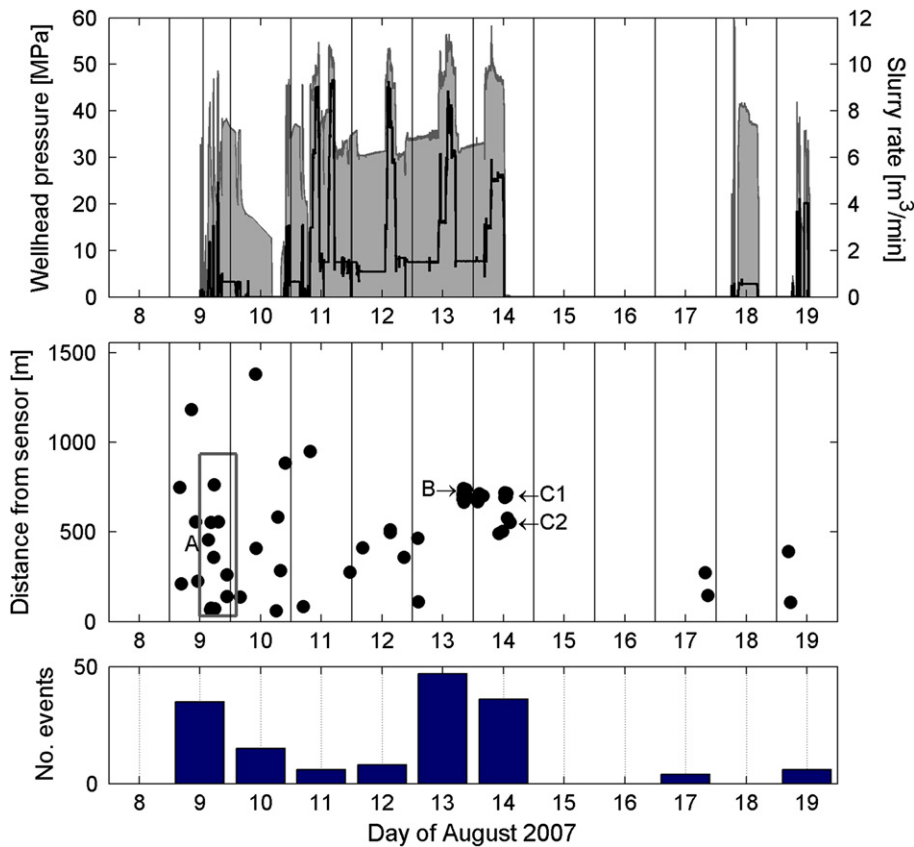 Wellhead pressure [MPa]
60
50
40
30
20
10
0
12
10
8
6
4
2
0
Slurry rate [m³/min]
8 9 10 11 12 13 14 15 16 17 18 19
Distance from sensor [m]
1500
1000
500
0
A
B→
←C1
←C2
8 9 10 11 12 13 14 15 16 17 18 19
No. events
50
0
8 9 10 11 12 13 14 15 16 17 18 19
Day of August 2007